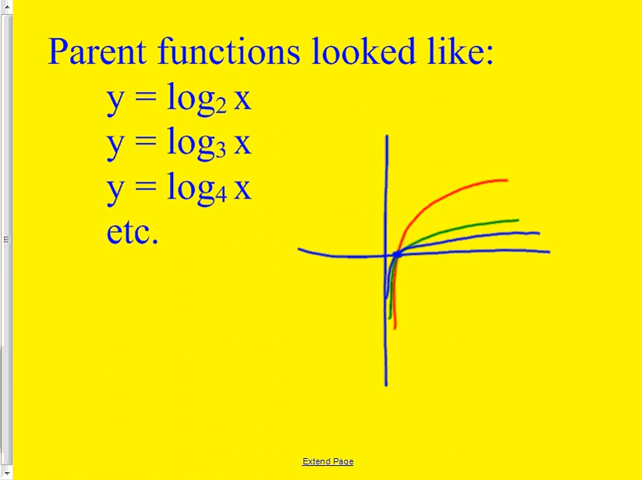 Parent functions looked like:
y = log₂ x
y = log₃ x
y = log₄ x
etc.
Extend Page